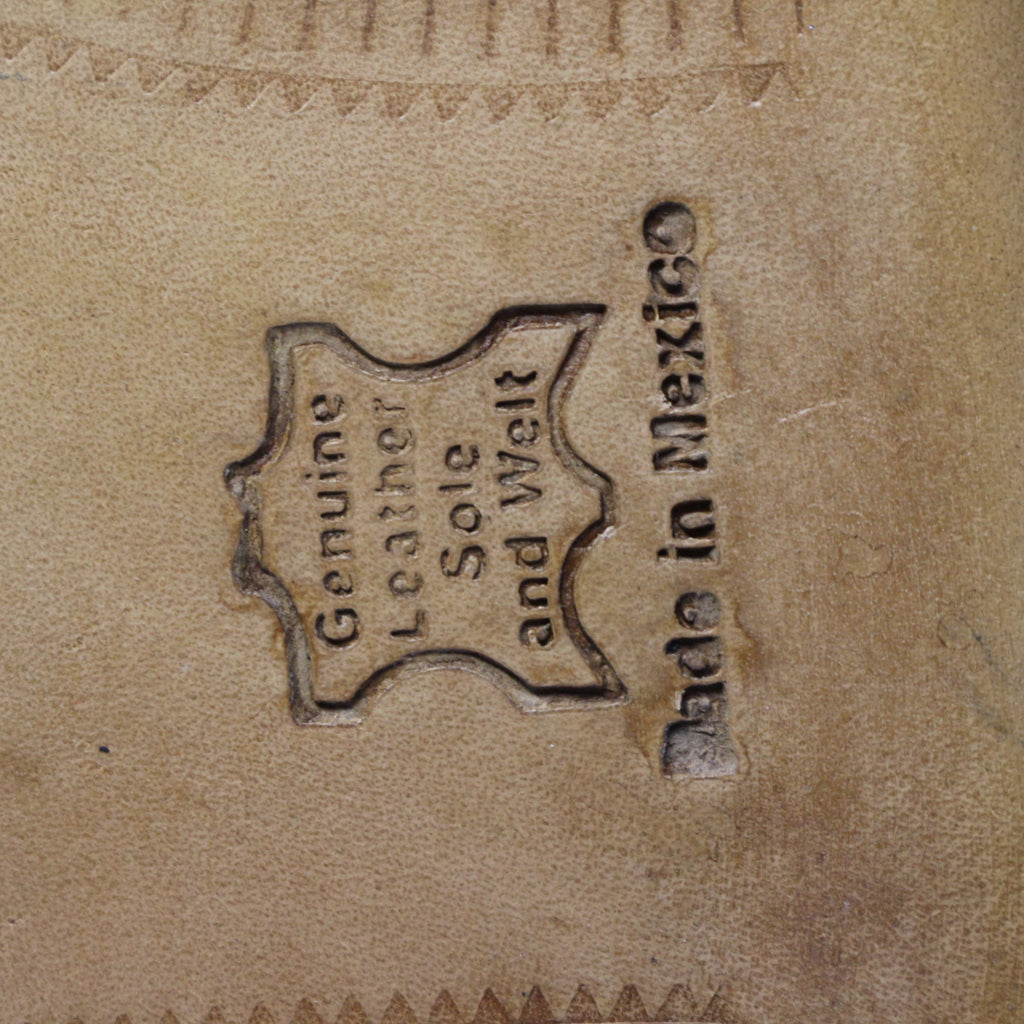 Genuine
Leather
Sole
and Welt
Made in Mexico